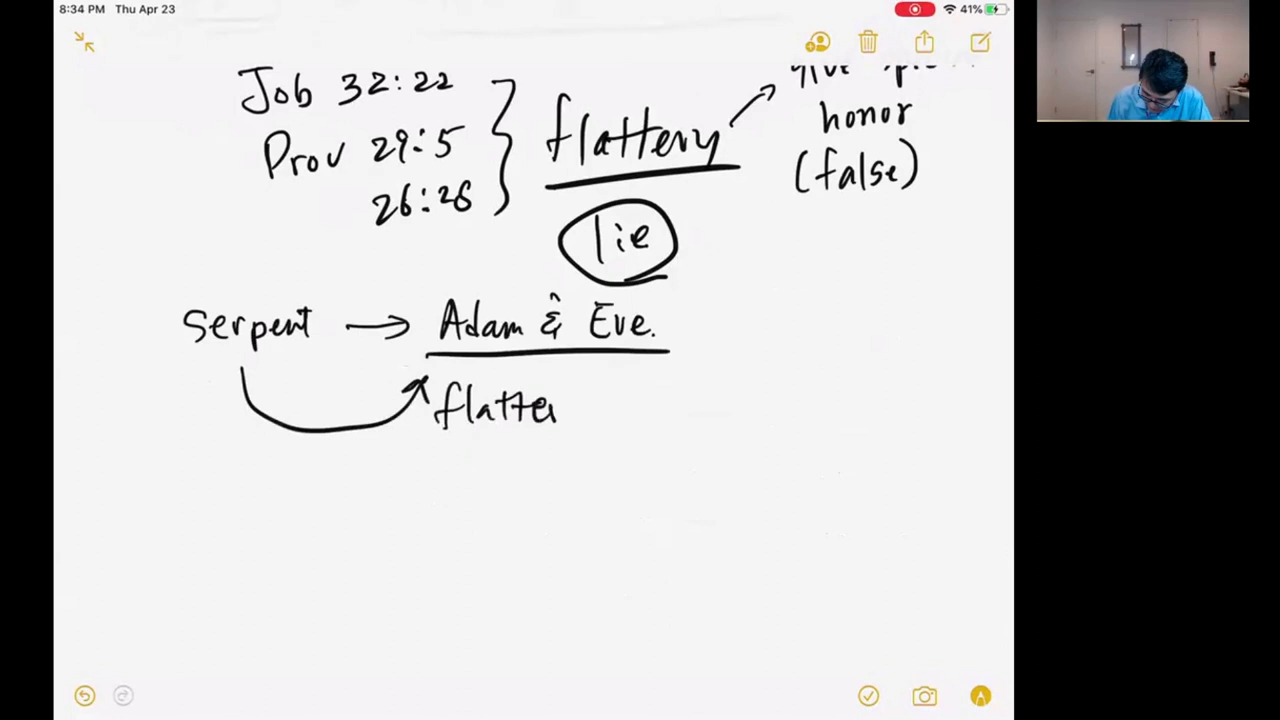 8:34 PM Thu Apr 23
41%
Job 32:22
Prov 29:5
26:28
flattery
honor
(false)
lie
serpent → Adam & Eve.
flatter